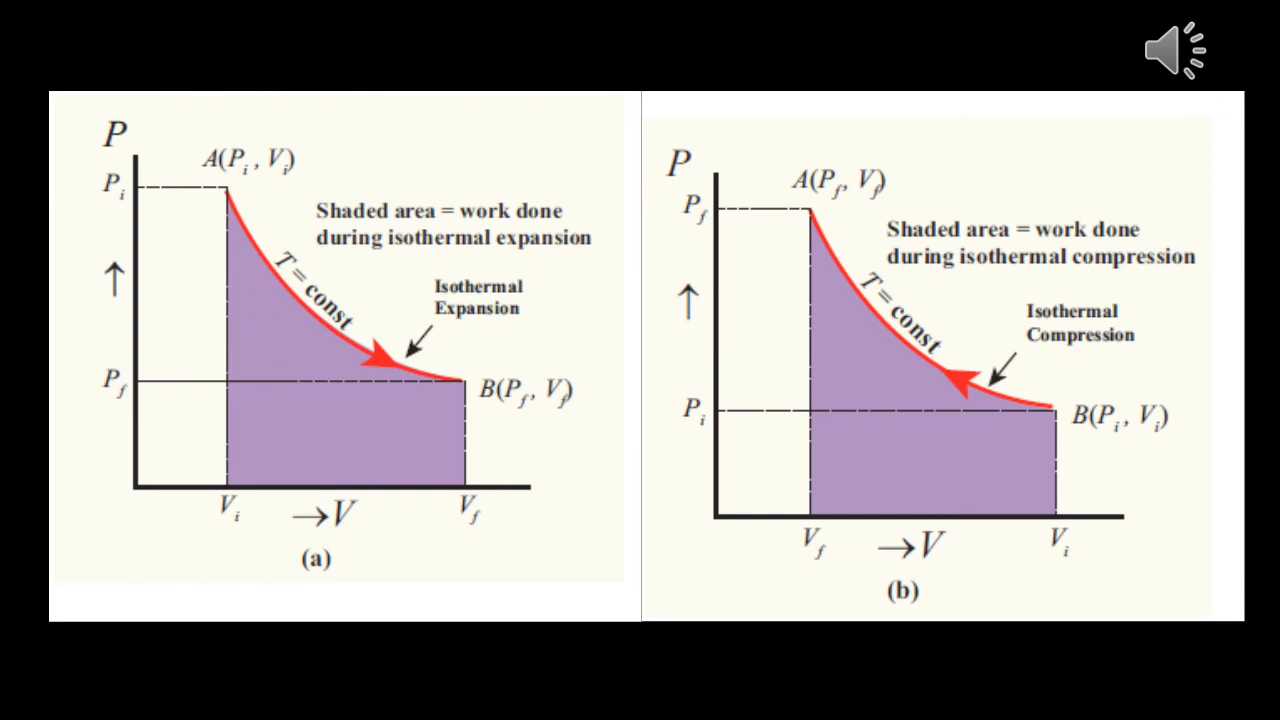 P
A(Pi , Vi)
Pi
Shaded area = work done
during isothermal expansion
T = const
Isothermal
Expansion
↑
Pf
B(Pf, Vf)
Vi
→V
Vf
(a)
P
A(Pf, Vf)
Pf
Shaded area = work done
during isothermal compression
T = const
Isothermal
Compression
↑
Pi
B(Pi , Vi)
Vf
→V
Vi
(b)